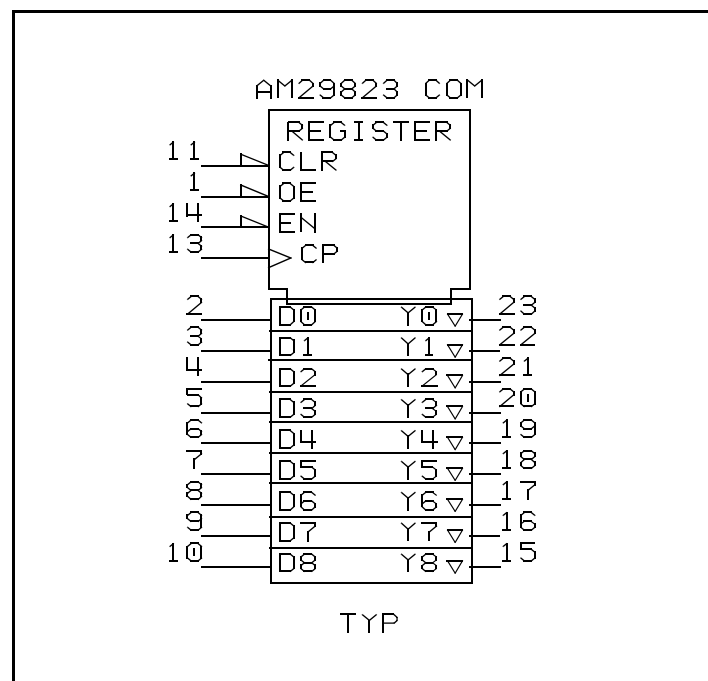 AM29823 COM
REGISTER
11 CLR
1 OE
14 EN
13 CP
2 D0 Y0 23
3 D1 Y1 22
4 D2 Y2 21
5 D3 Y3 20
6 D4 Y4 19
7 D5 Y5 18
8 D6 Y6 17
9 D7 Y7 16
10 D8 Y8 15
TYP